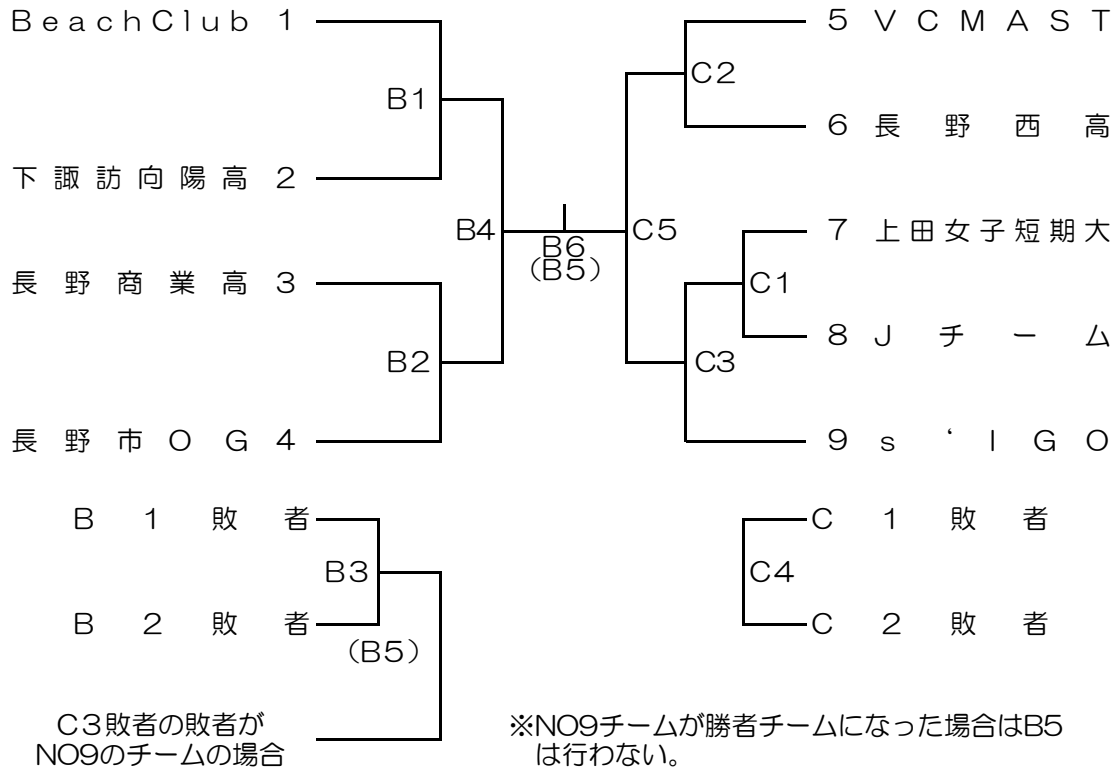 BeachClub 1
B1
下諏訪向陽高 2
B4
長野商業高 3
B2
長野市OG 4
B6
(B5)
5 VCMAST
C2
6 長野西高
C5
7 上田女子短期大
C1
8 Jチーム
C3
9 s‘IGO
B1敗者
B3
B2敗者
(B5)
C3敗者の敗者が
NO9のチームの場合
C1敗者
C4
C2敗者
※NO9チームが勝者チームになった場合はB5
は行わない。